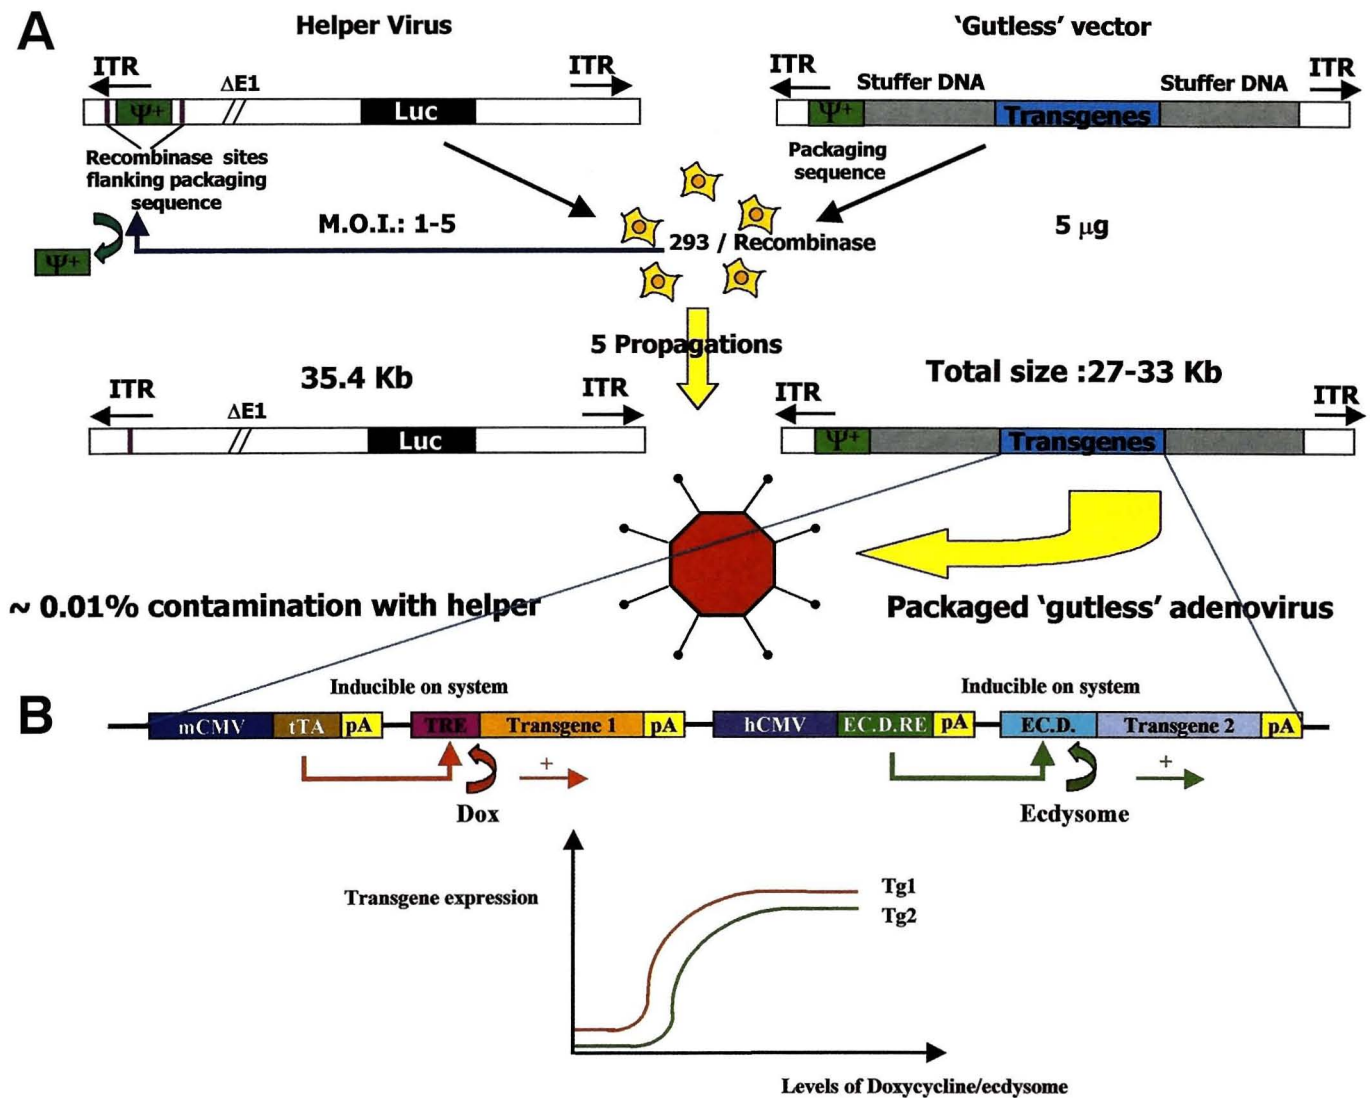 A
Helper Virus
'Gutless' vector
ITR
ΔE1
ITR
ITR
Stuffer DNA
Stuffer DNA
ITR
Ψ+
Luc
Ψ+
Transgenes
Recombinase sites
flanking packaging
sequence
Packaging
sequence
M.O.I.: 1-5
293 / Recombinase
5 μg
Ψ+
5 Propagations
35.4 Kb
Total size :27-33 Kb
ITR
ΔE1
ITR
ITR
ITR
Luc
Ψ+
Transgenes
~ 0.01% contamination with helper
Packaged 'gutless' adenovirus
B
Inducible on system
Inducible on system
mCMV
tTA
pA
TRE
Transgene 1
pA
hCMV
EC.D.RE
pA
EC.D.
Transgene 2
pA
+
+
Dox
Ecdysome
Transgene expression
Tg1
Tg2
Levels of Doxycycline/ecdysome